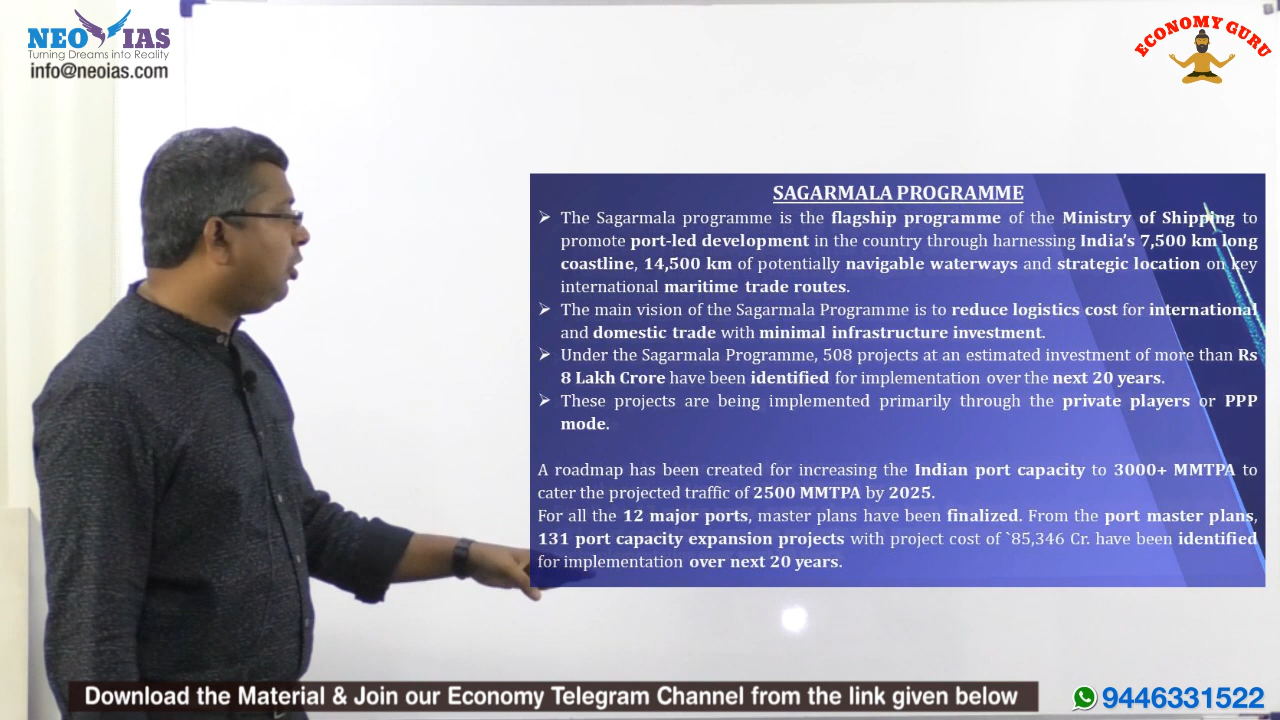 NEO IAS
Turning Dreams into Reality
info@neoias.com
ECONOMY GURU
SAGARMALA PROGRAMME
➢ The Sagarmala programme is the flagship programme of the Ministry of Shipping to
promote port-led development in the country through harnessing India's 7,500 km long
coastline, 14,500 km of potentially navigable waterways and strategic location on key
international maritime trade routes.
➢ The main vision of the Sagarmala Programme is to reduce logistics cost for international
and domestic trade with minimal infrastructure investment.
➢ Under the Sagarmala Programme, 508 projects at an estimated investment of more than Rs
8 Lakh Crore have been identified for implementation over the next 20 years.
➢ These projects are being implemented primarily through the private players or PPP
mode.
A roadmap has been created for increasing the Indian port capacity to 3000+ MMTPA to
cater the projected traffic of 2500 MMTPA by 2025.
For all the 12 major ports, master plans have been finalized. From the port master plans,
131 port capacity expansion projects with project cost of `85,346 Cr. have been identified
for implementation over next 20 years.
Download the Material & Join our Economy Telegram Channel from the link given below
9446331522